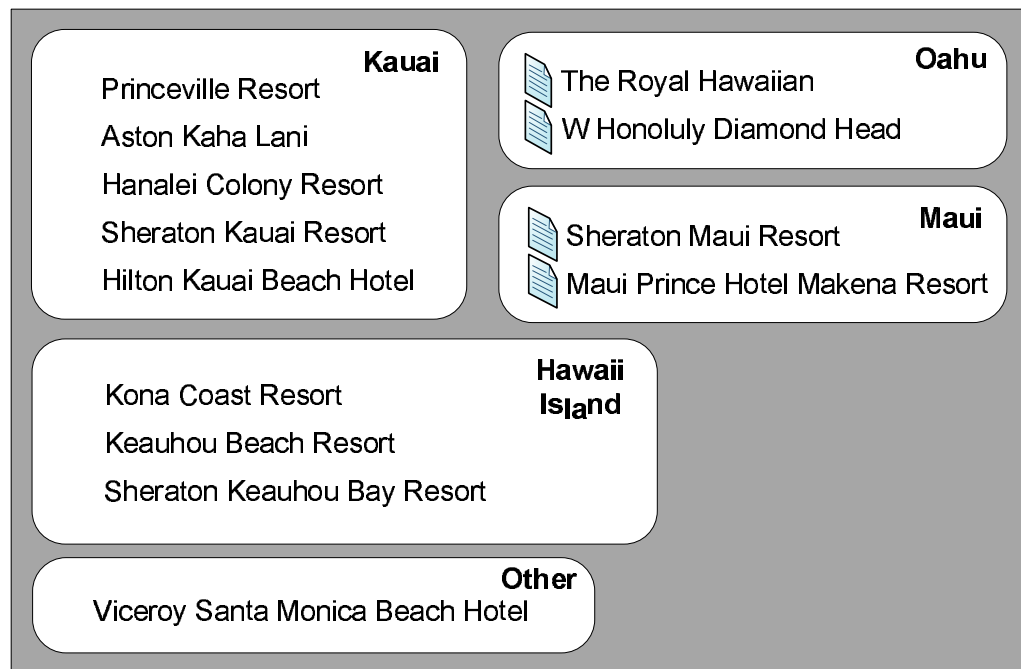 Kauai
Princeville Resort
Aston Kaha Lani
Hanalei Colony Resort
Sheraton Kauai Resort
Hilton Kauai Beach Hotel
Oahu
The Royal Hawaiian
W Honoluly Diamond Head
Maui
Sheraton Maui Resort
Maui Prince Hotel Makena Resort
Hawaii
Island
Kona Coast Resort
Keauhou Beach Resort
Sheraton Keauhou Bay Resort
Other
Viceroy Santa Monica Beach Hotel